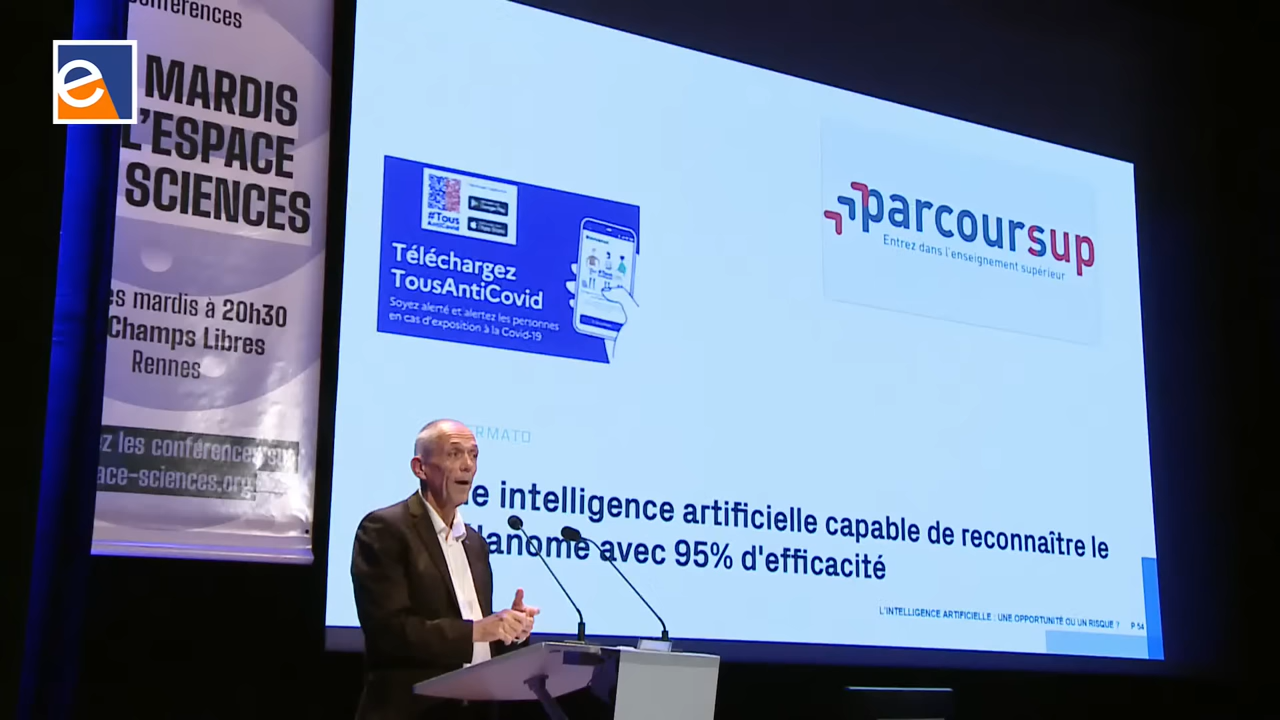 conférences
MARDIS
L'ESPACE
SCIENCES
es mardis à 20h30
Champs Libres
Rennes
z les conférences sur
ace-sciences.org
e
#Tous
AntiCovid
Téléchargez
TousAntiCovid
Soyez alerté et alertez les personnes
en cas d'exposition à la Covid-19
parcoursup
Entrez dans l'enseignement supérieur
ERMATO
e intelligence artificielle capable de reconnaître le
lanome avec 95% d'efficacité
L'INTELLIGENCE ARTIFICIELLE : UNE OPPORTUNITÉ OU UN RISQUE ? P 54